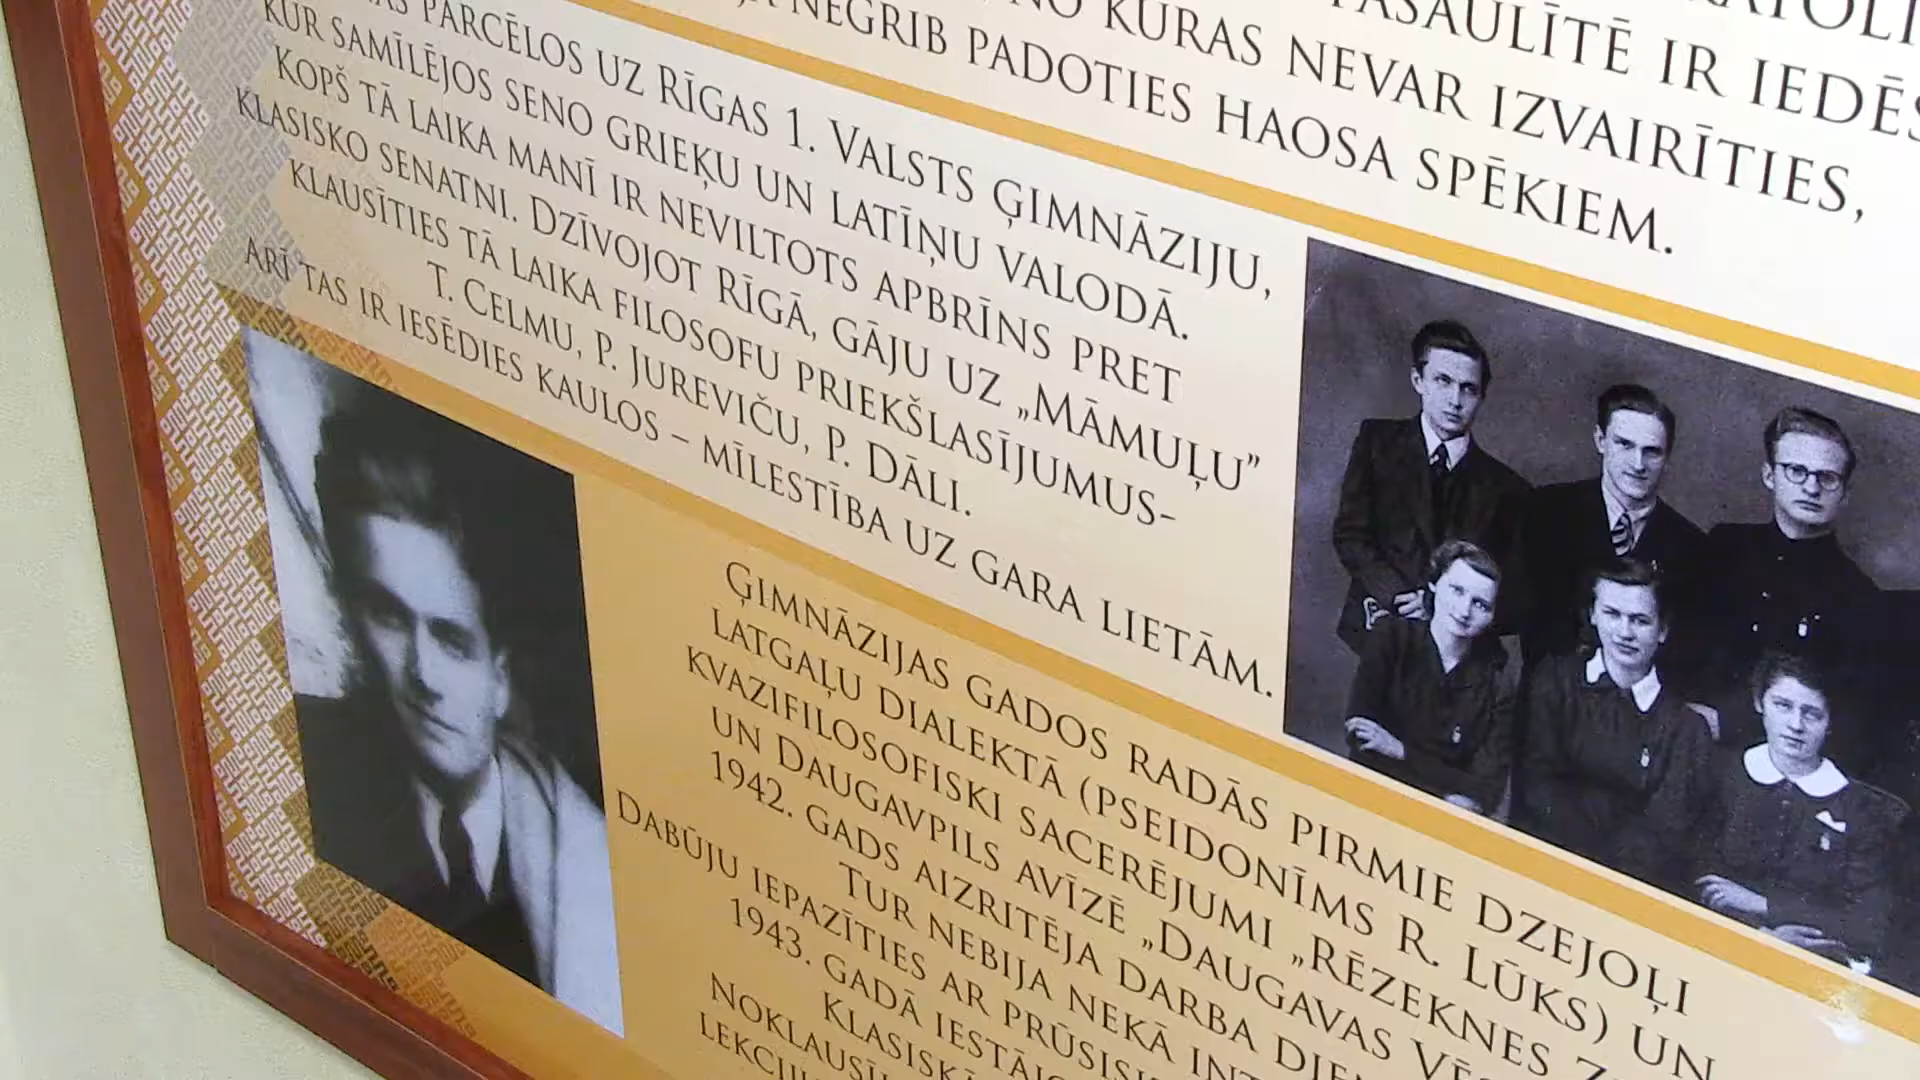 NO KURAS NEVAR IZVAIRĪTIES,
PASAULĪTĒ IR
NEGRIB PADOTIES HAOSA SPĒKIEM.
PARCĒLOS UZ RĪGAS 1. VALSTS ĢIMNĀZIJU,
KUR SAMĪLĒJOS SENO GRIEĶU UN LATĪŅU VALODĀ.
KOPŠ TĀ LAIKA MANĪ IR NEVILTOTS APBRĪNS PRET
KLASISKO SENATNI. DZĪVOJOT RĪGĀ, GĀJU UZ „MĀMUĻU”
KLAUSĪTIES TĀ LAIKA FILOSOFU PRIEKŠLASĪJUMUS–
T. CELMU, P. JUREVIČU, P. DĀLI.
ARĪ TAS IR IESĒDIES KAULOS – MĪLESTĪBA UZ GARA LIETĀM.
ĢIMNĀZIJAS GADOS RADĀS PIRMIE DZEJOĻI
LATGAĻU DIALEKTĀ (PSEIDONĪMS R. LŪKS) UN
KVAZIFILOSOFISKI SACERĒJUMI „RĒZEKNES
UN DAUGAVPILS AVĪZĒ „DAUGAVAS
1942. GADS AIZRITĒJA DARBA
TUR NEBIJA NEKĀ
DABŪJU IEPAZĪTIES AR
1943. GADĀ